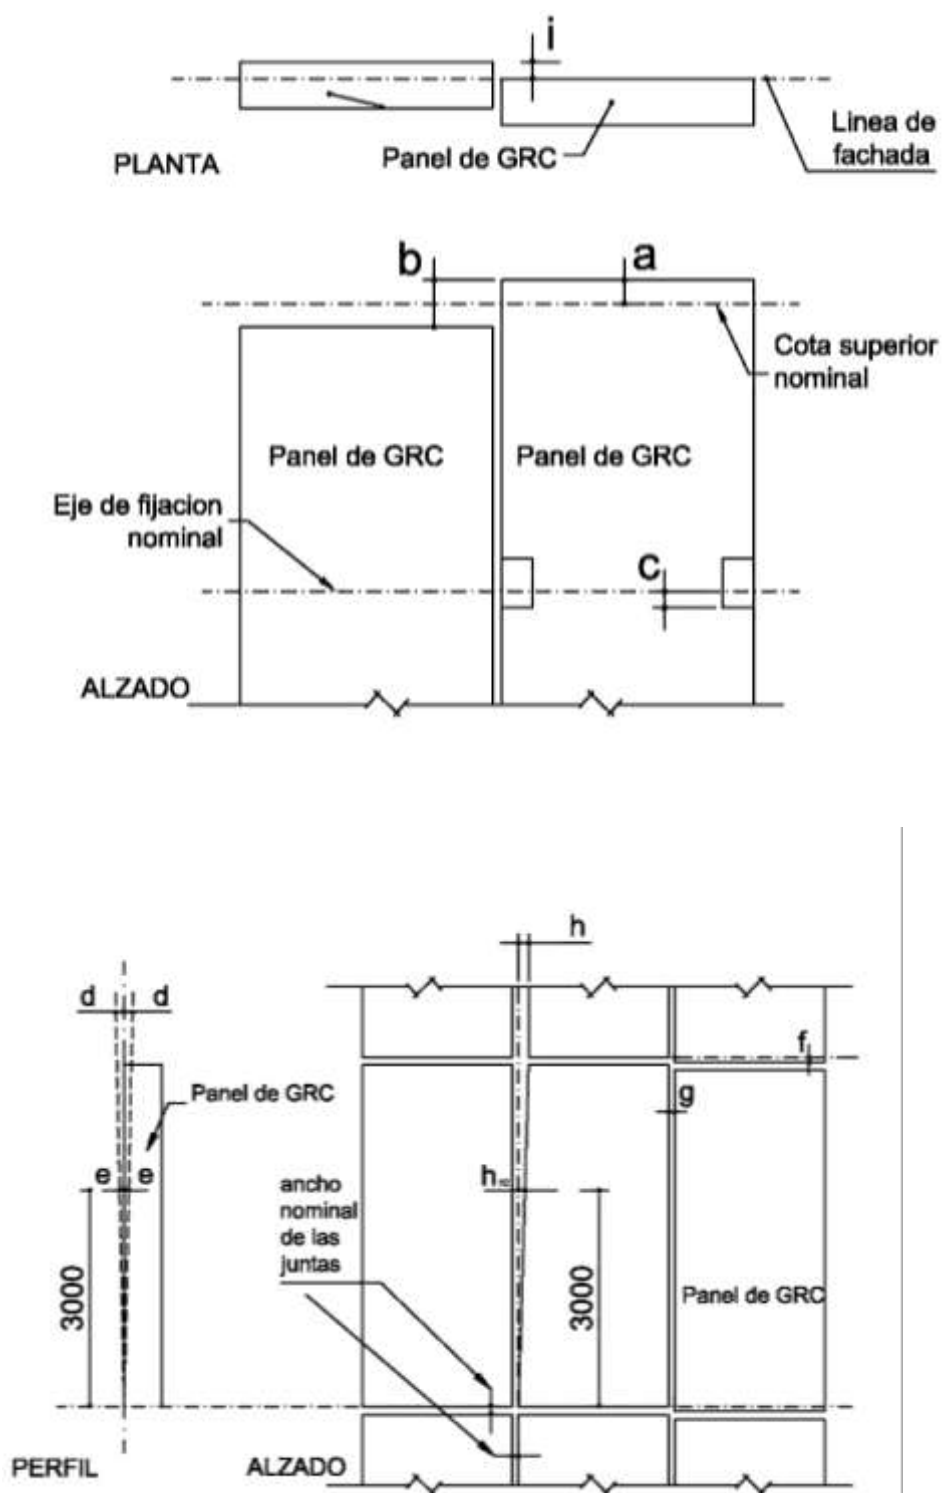 i
Linea de
fachada
PLANTA
Panel de GRC
b
a
Cota superior
nominal
Panel de GRC
Panel de GRC
Eje de fijacion
nominal
C
ALZADO
h
d
d
f
Panel de GRC
g
e
e
h
ancho
nominal
de las
juntas
3000
3000
Panel de GRC
PERFIL
ALZADO